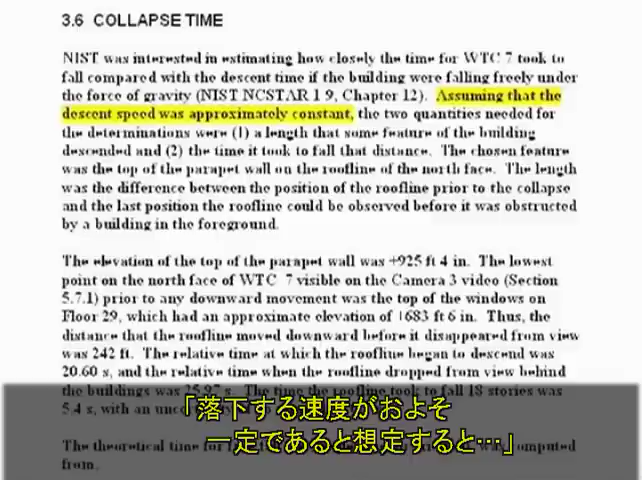 3.6 COLLAPSE TIME
NIST was interested in estimating how closely the time for WTC 7 took to
fall compared with the descent time if the building were falling freely under
the force of gravity (NIST NCSTAR 1 9, Chapter 12). Assuming that the
descent speed was approximately constant, the two quantities needed for
the determinations were (1) a length that some feature of the building
descended and (2) the time it took to fall that distance. The chosen feature
was the top of the parapet wall on the roofline of the north face. The length
was the difference between the position of the roofline prior to the collapse
and the last position the roofline could be observed before it was obstructed
by a building in the foreground.
The elevation of the top of the parapet wall was +925 ft 4 in. The lowest
point on the north face of WTC 7 visible on the Camera 3 video (Section
5.7.1) prior to any downward movement was the top of the windows on
Floor 29, which had an approximate elevation of 1683 ft 6 in. Thus, the
distance that the roofline moved downward before it disappeared from view
was 242 ft. The relative time at which the roofline began to descend was
20.60 s, and the relative time when the roofline dropped from view behind
the buildings was 25.97 s. The time the roofline took to fall 18 stories was
5.4 s, with an unc
「落下する速度がおよそ
一定であると想定すると…」
The theoretical time for computed
from.